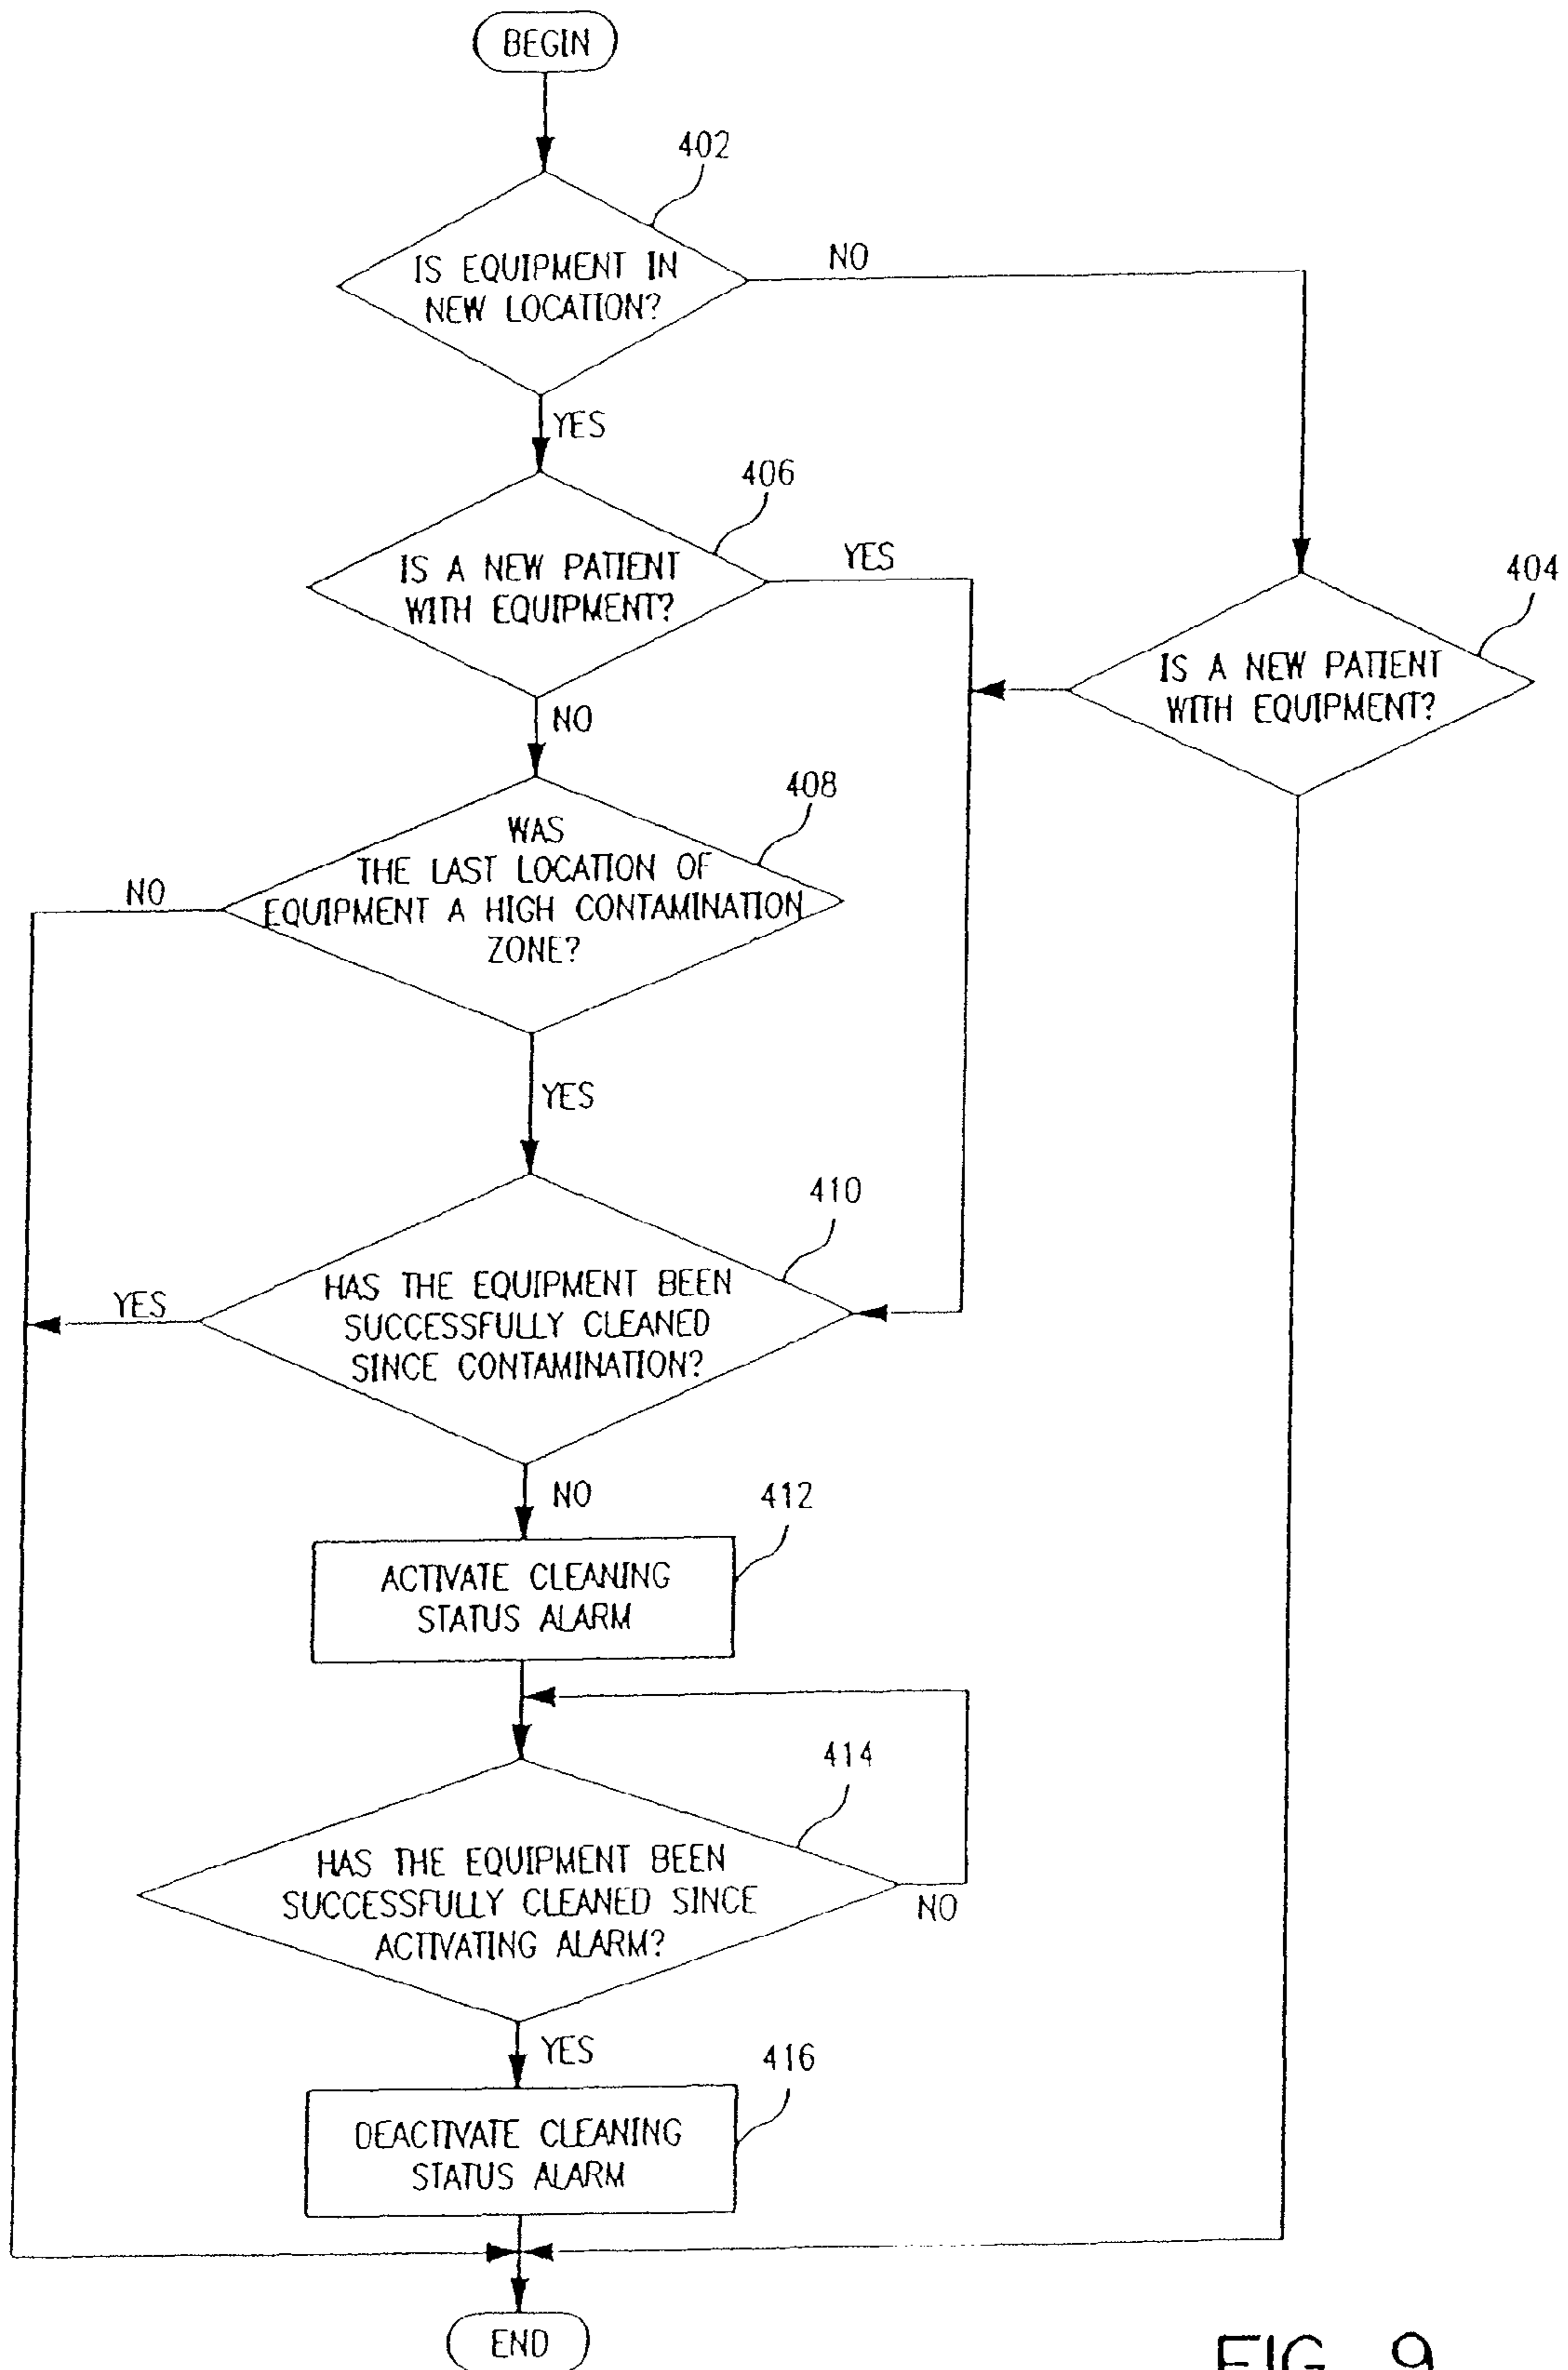 BEGIN
402
IS EQUIPMENT IN
NEW LOCATION?
NO
YES
406
IS A NEW PATIENT
WITH EQUIPMENT?
YES
404
IS A NEW PATIENT
WITH EQUIPMENT?
NO
408
WAS
THE LAST LOCATION OF
EQUIPMENT A HIGH CONTAMINATION
ZONE?
NO
YES
410
HAS THE EQUIPMENT BEEN
SUCCESSFULLY CLEANED
SINCE CONTAMINATION?
YES
NO
412
ACTIVATE CLEANING
STATUS ALARM
414
HAS THE EQUIPMENT BEEN
SUCCESSFULLY CLEANED SINCE
ACTIVATING ALARM?
NO
YES
416
DEACTIVATE CLEANING
STATUS ALARM
END
FIG. 9